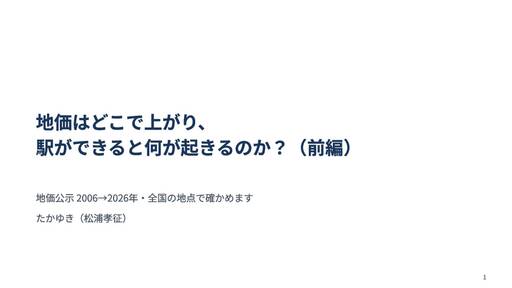 地価はどこで上がり、
駅ができると何が起きるのか？（前編）
地価公示 2006→2026年・全国の地点で確かめます
たかゆき（松浦孝征）
1